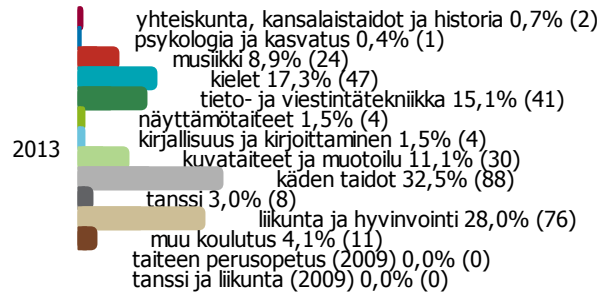 yhteiskunta, kansalaistaidot ja historia 0,7% (2)
psykologia ja kasvatus 0,4% (1)
musiikki 8,9% (24)
kielet 17,3% (47)
tieto- ja viestintätekniikka 15,1% (41)
näyttämötaiteet 1,5% (4)
kirjallisuus ja kirjoittaminen 1,5% (4)
2013
kuvataiteet ja muotoilu 11,1% (30)
käden taidot 32,5% (88)
tanssi 3,0% (8)
liikunta ja hyvinvointi 28,0% (76)
muu koulutus 4,1% (11)
taiteen perusopetus (2009) 0,0% (0)
tanssi ja liikunta (2009) 0,0% (0)